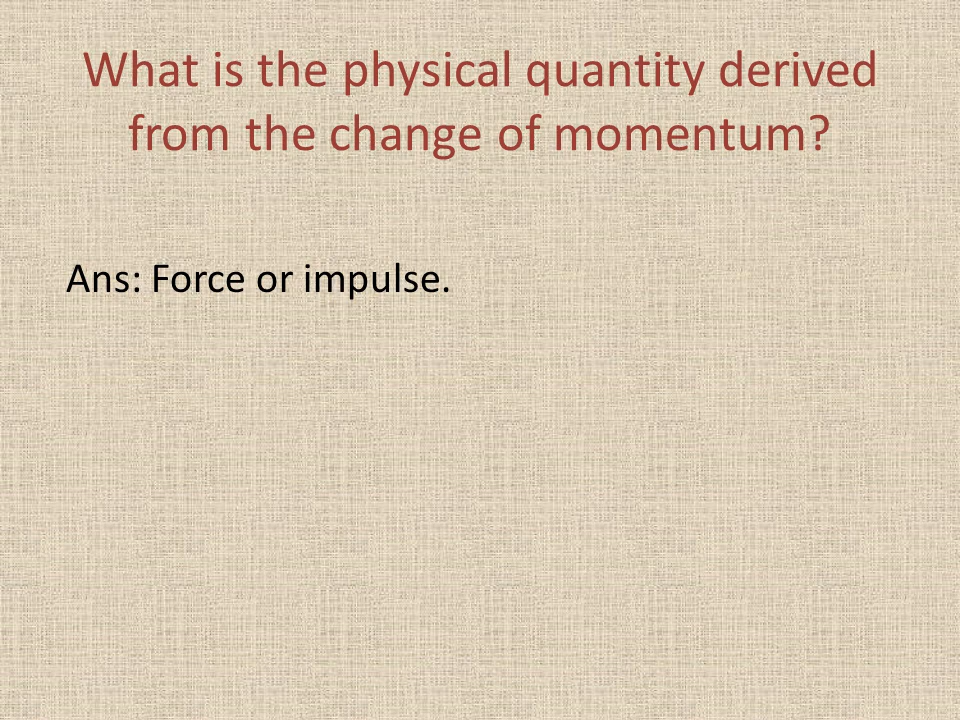 What is the physical quantity derived
from the change of momentum?
Ans: Force or impulse.